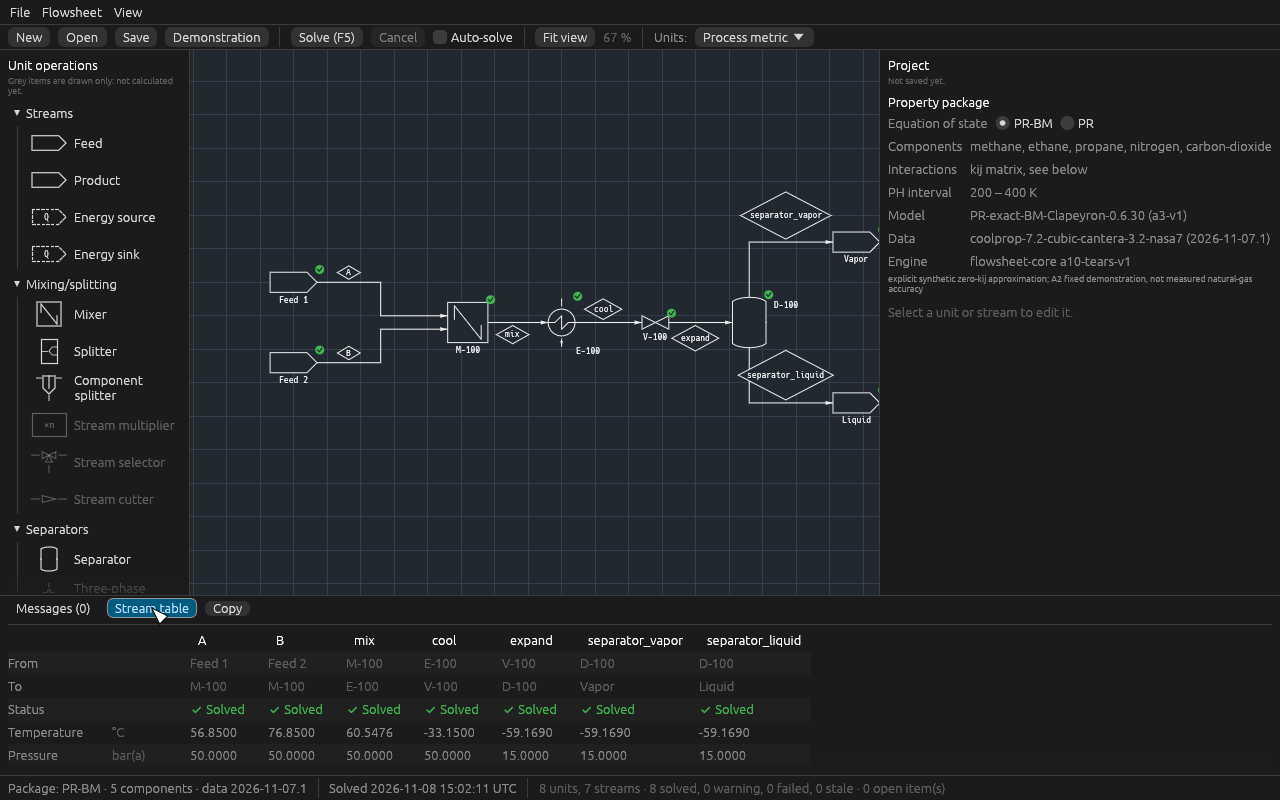 File Flowsheet View
New Open Save Demonstration Solve (F5) Cancel Auto-solve Fit view 67 % Units: Process metric
Unit operations
Grey items are drawn only: not calculated
yet.
Streams
Feed
Product
Q Energy source
Q Energy sink
Mixing/splitting
Mixer
Splitter
Component
splitter
×n Stream multiplier
Stream selector
Stream cutter
Separators
Separator
Three-phase
separator_vapor
Vapor
A
Feed 1
B
Feed 2
M-100
mix
E-100
cool
V-100
expand
D-100
separator_liquid
Liquid
Project
Not saved yet.
Property package
Equation of state PR-BM PR
Components methane, ethane, propane, nitrogen, carbon-dioxide
Interactions kij matrix, see below
PH interval 200 – 400 K
Model PR-exact-BM-Clapeyron-0.6.30 (a3-v1)
Data coolprop-7.2-cubic-cantera-3.2-nasa7 (2026-11-07.1)
Engine flowsheet-core a10-tears-v1
explicit synthetic zero-kij approximation; A2 fixed demonstration, not measured natural-gas
accuracy
Select a unit or stream to edit it.
Messages (0) Stream table Copy
A B mix cool expand separator_vapor separator_liquid
From Feed 1 Feed 2 M-100 E-100 V-100 D-100 D-100
To M-100 M-100 E-100 V-100 D-100 Vapor Liquid
Status ✓ Solved ✓ Solved ✓ Solved ✓ Solved ✓ Solved ✓ Solved ✓ Solved
Temperature °C 56.8500 76.8500 60.5476 -33.1500 -59.1690 -59.1690 -59.1690
Pressure bar(a) 50.0000 50.0000 50.0000 50.0000 15.0000 15.0000 15.0000
Package: PR-BM · 5 components · data 2026-11-07.1 Solved 2026-11-08 15:02:11 UTC 8 units, 7 streams · 8 solved, 0 warning, 0 failed, 0 stale · 0 open item(s)